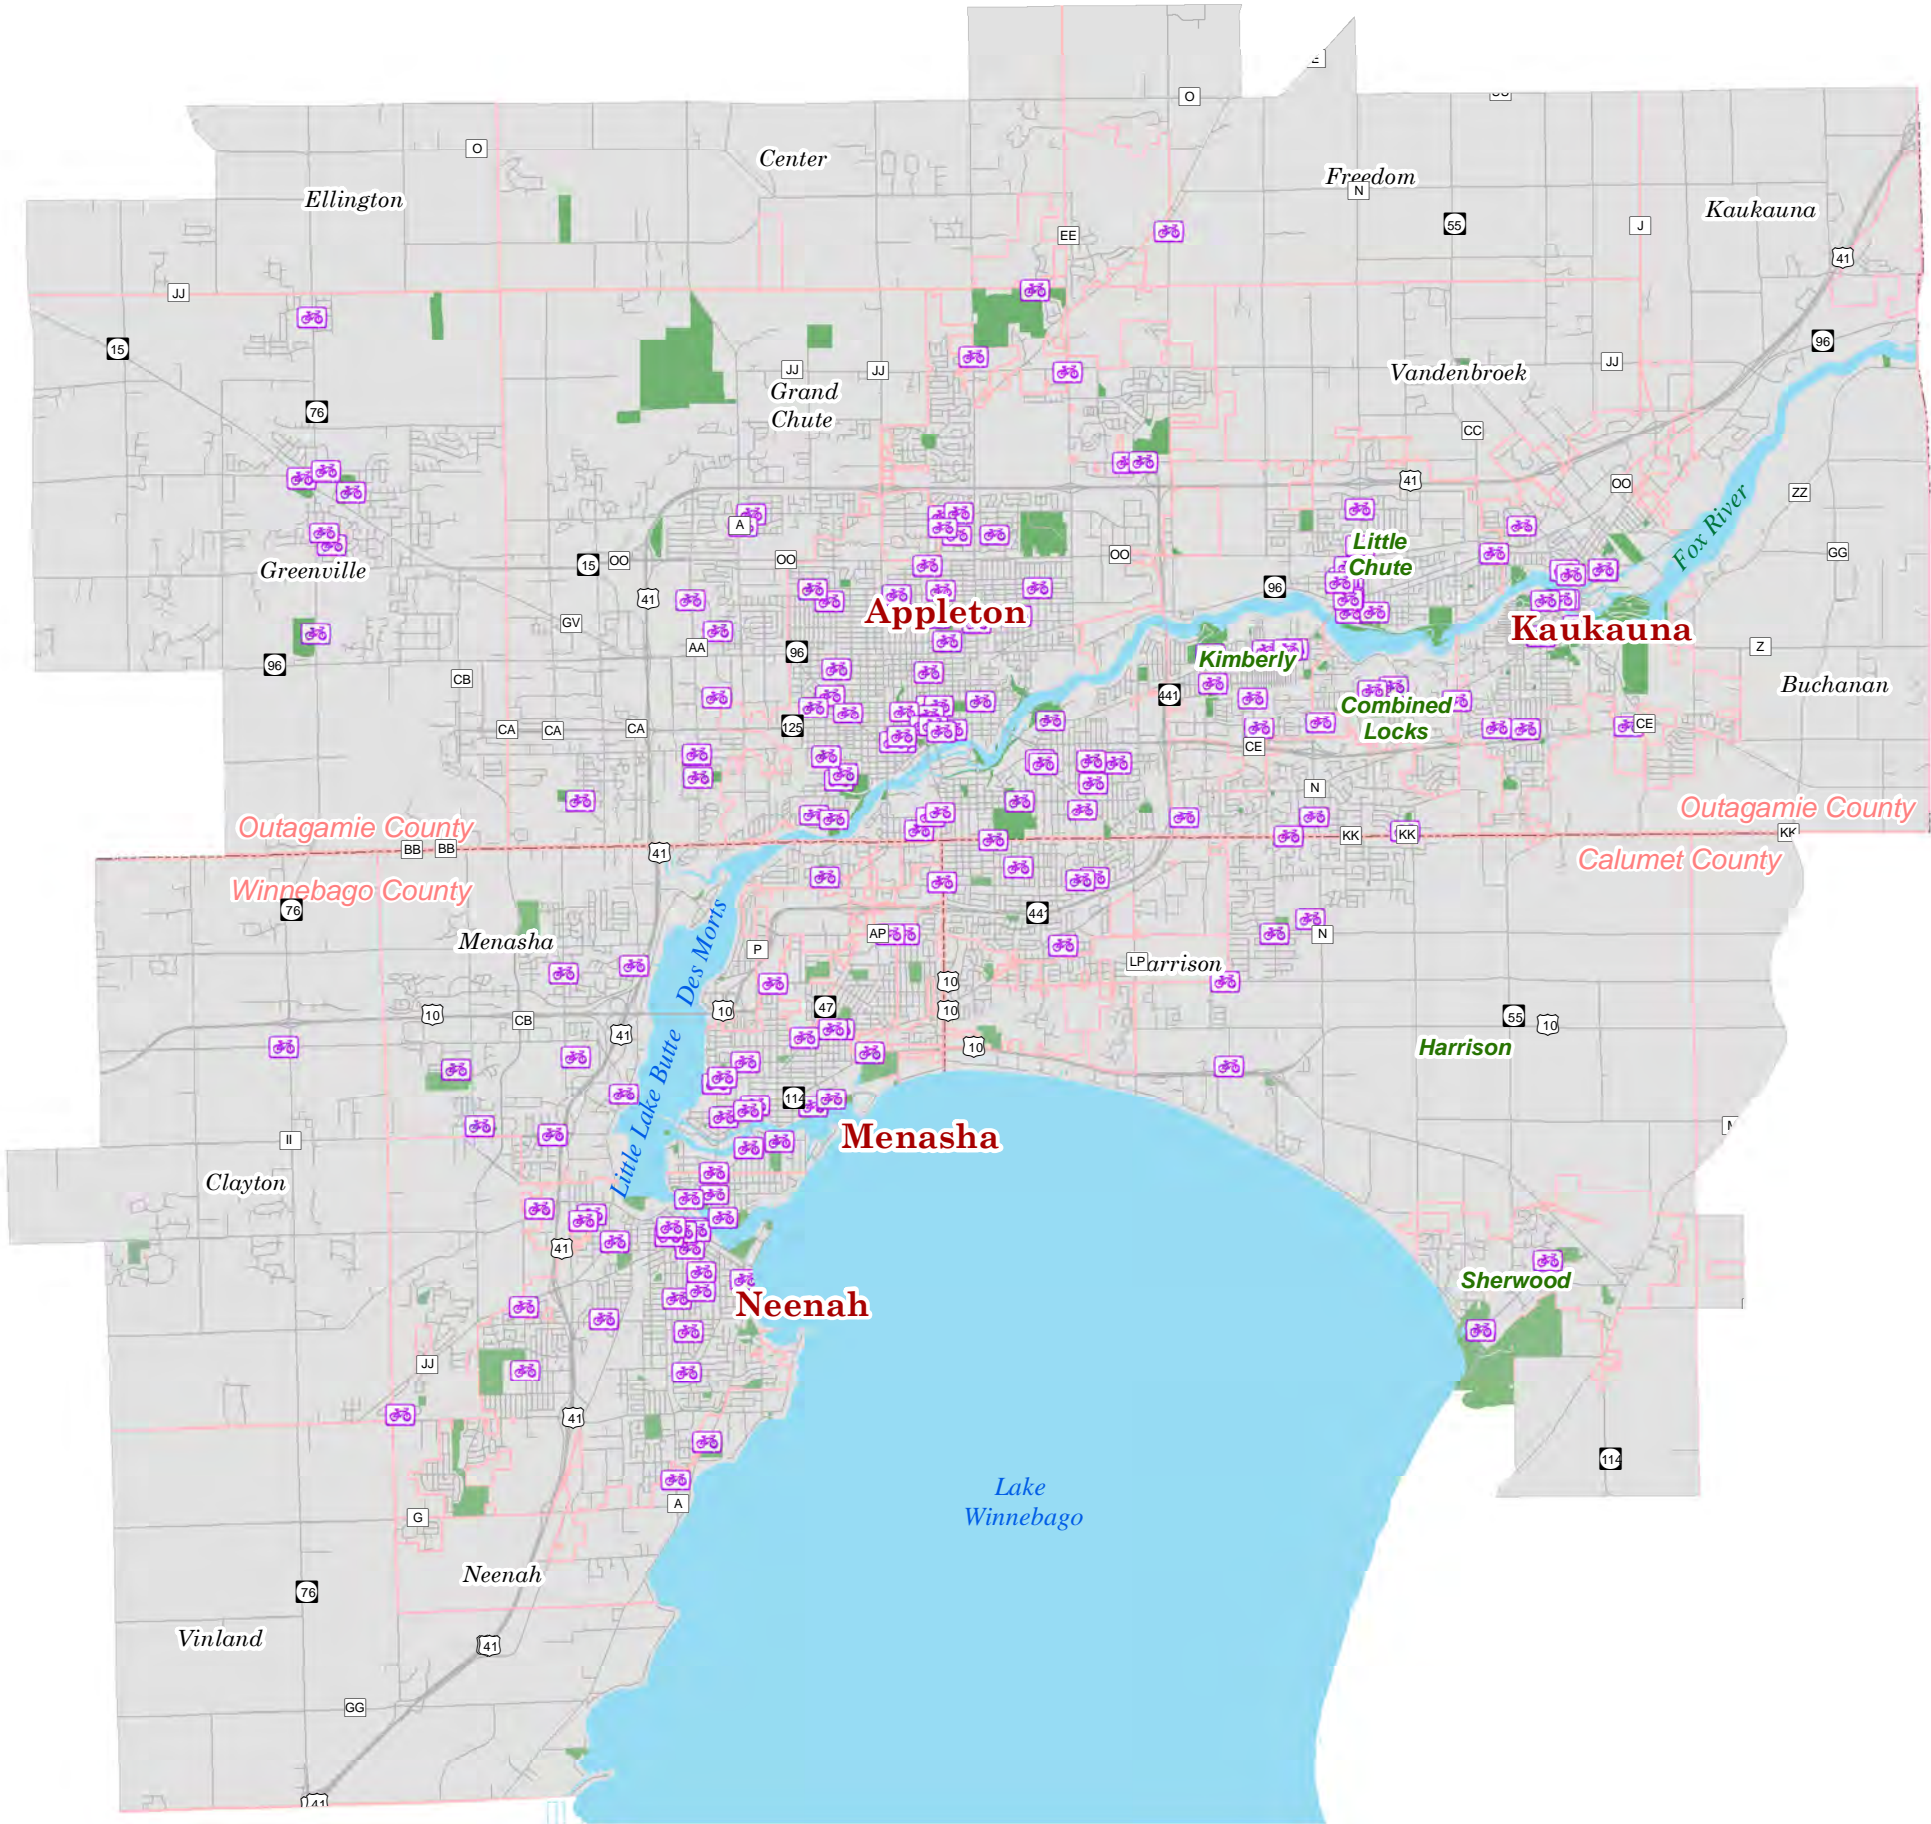 O
O
Center
Freedom
N
Ellington
55
J
Kaukauna
EE
41
JJ
15
96
JJ
JJ
Vandenbroek
JJ
Grand
Chute
76
CC
41
OO
ZZ
Fox River
A
Little
Chute
OO
OO
OO
GG
15
Greenville
41
96
Appleton
GV
Kaukauna
96
AA
96
Kimberly
Z
CB
441
Buchanan
Combined
Locks
CA
CA
CA
125
CE
CE
N
Outagamie County
Outagamie County
BB
BB
41
KK
KK
KK
Winnebago County
Calumet County
76
441
Menasha
P
AP
N
Little Lake Butte Des Morts
LP
arrison
10
10
10
47
10
CB
41
55
10
10
Harrison
114
II
Menasha
Clayton
41
Sherwood
Neenah
JJ
41
114
Lake
Winnebago
A
G
Neenah
76
Vinland
41
GG
41